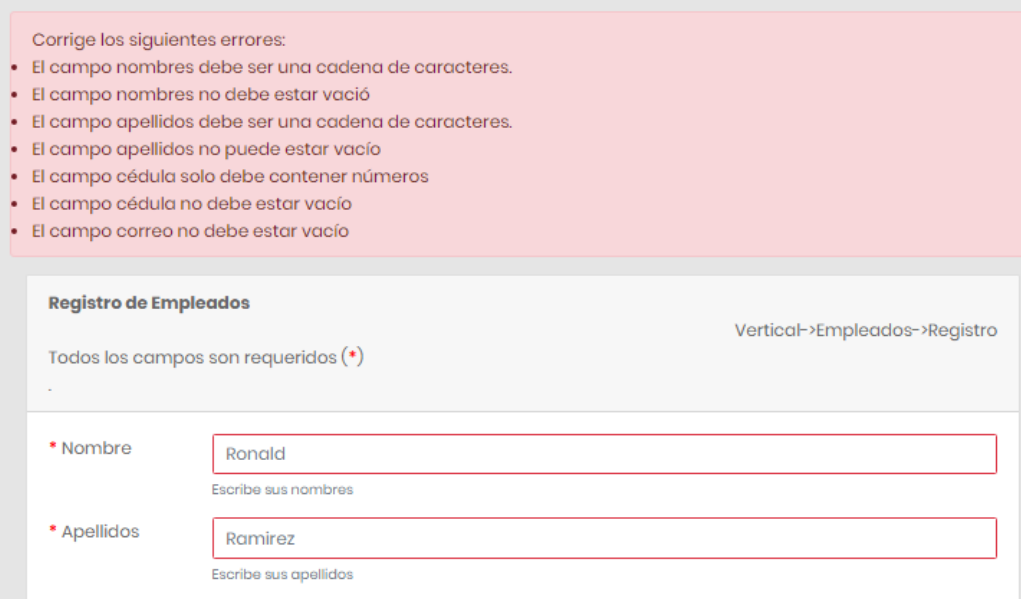 Corrige los siguientes errores:
• El campo nombres debe ser una cadena de caracteres.
• El campo nombres no debe estar vació
• El campo apellidos debe ser una cadena de caracteres.
• El campo apellidos no puede estar vacío
• El campo cédula solo debe contener números
• El campo cédula no debe estar vacío
• El campo correo no debe estar vacío
Registro de Empleados
Vertical->Empleados->Registro
Todos los campos son requeridos (*)
.
* Nombre
Ronald
Escribe sus nombres
* Apellidos
Ramirez
Escribe sus apellidos